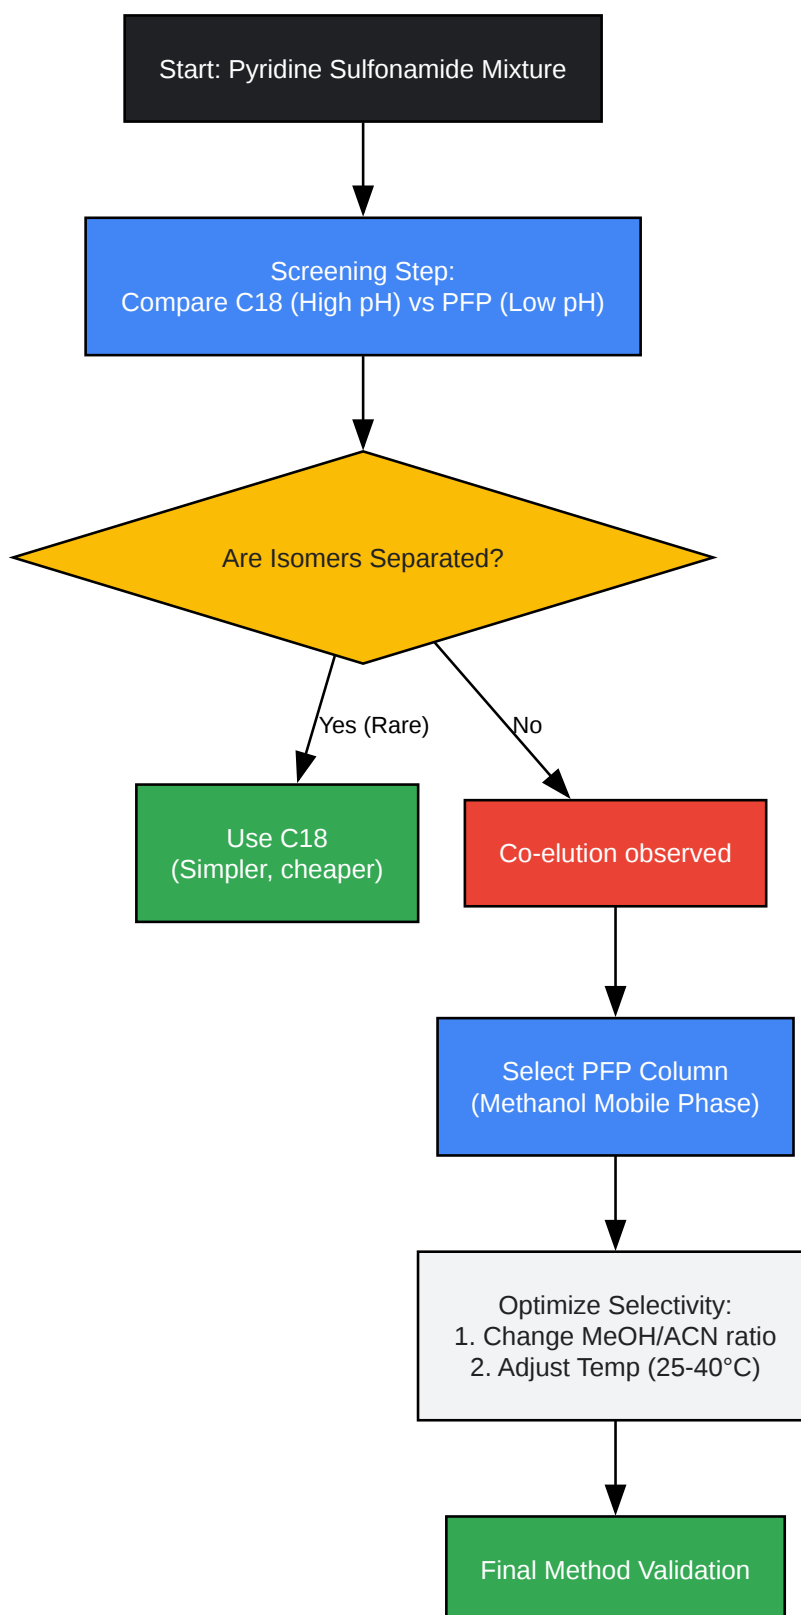 Start: Pyridine Sulfonamide Mixture
Screening Step:
Compare C18 (High pH) vs PFP (Low pH)
Are Isomers Separated?
Yes (Rare)
No
Use C18
(Simpler, cheaper)
Co-elution observed
Select PFP Column
(Methanol Mobile Phase)
Optimize Selectivity:
1. Change MeOH/ACN ratio
2. Adjust Temp (25-40°C)
Final Method Validation